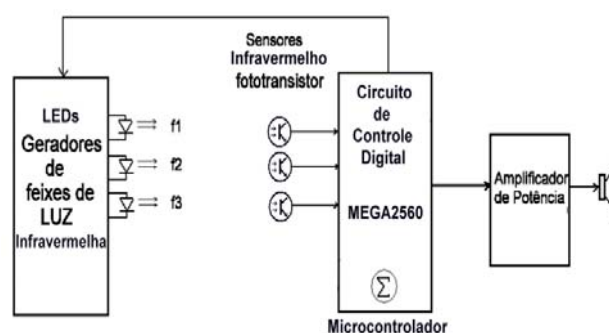 LEDs
Geradores
de
feixes de
LUZ
Infravermelha
f1
f2
f3
Sensores
Infravermelho
fototransistor
Circuito
de
Controle
Digital
MEGA2560
Σ
Microcontrolador
Amplificador
de Potência